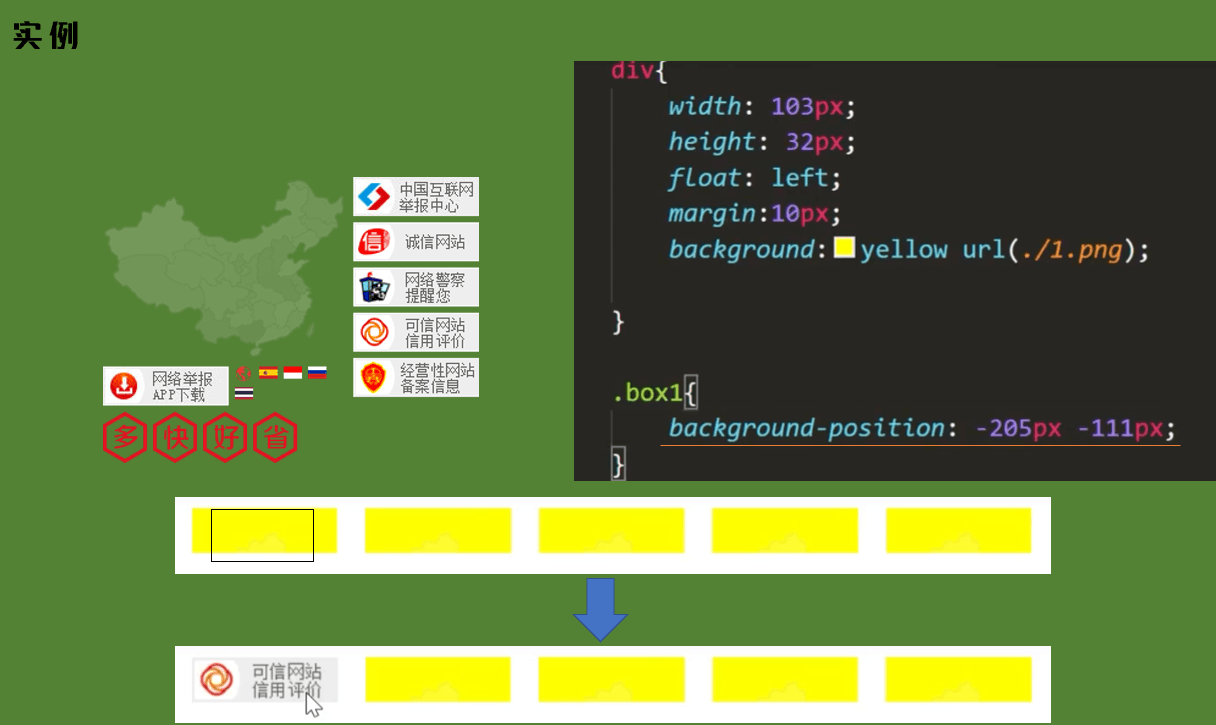 实例
div{
width: 103px;
height: 32px;
float: left;
margin:10px;
background: yellow url(./1.png);
}
.box1{
background-position: -205px -111px;
}
中国互联网
举报中心
信
诚信网站
网络警察
提醒您
可信网站
信用评价
经营性网站
备案信息
网络举报
APP下载
多快好省
可信网站
信用评价